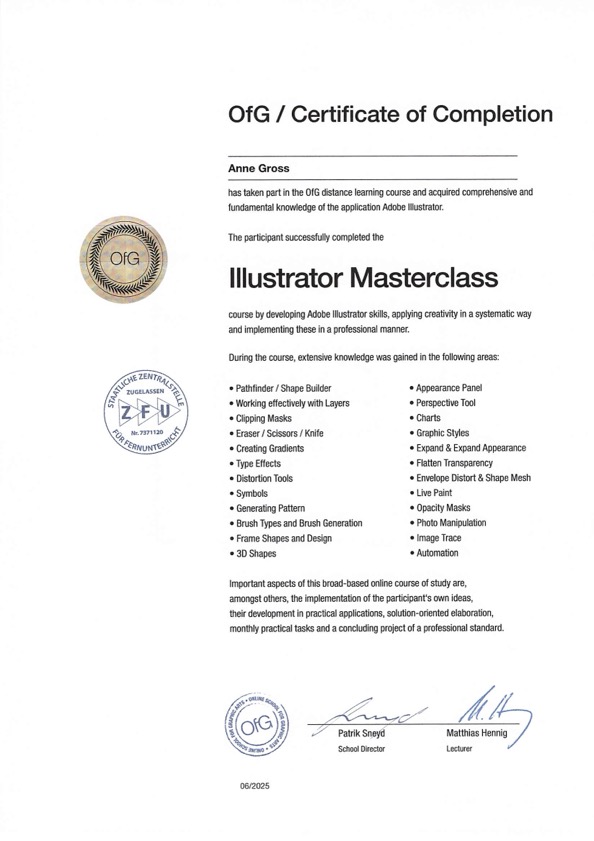 OfG / Certificate of Completion
Anne Gross
has taken part in the OfG distance learning course and acquired comprehensive and
fundamental knowledge of the application Adobe Illustrator.
The participant successfully completed the
OfG
Illustrator Masterclass
course by developing Adobe Illustrator skills, applying creativity in a systematic way
and implementing these in a professional manner.
During the course, extensive knowledge was gained in the following areas:
STAATLICHE ZENTRALSTELLE
ZUGELASSEN
ZFU
Nr. 7371120
FÜR FERNUNTERRICHT
• Pathfinder / Shape Builder
• Working effectively with Layers
• Clipping Masks
• Eraser / Scissors / Knife
• Creating Gradients
• Type Effects
• Distortion Tools
• Symbols
• Generating Pattern
• Brush Types and Brush Generation
• Frame Shapes and Design
• 3D Shapes
• Appearance Panel
• Perspective Tool
• Charts
• Graphic Styles
• Expand & Expand Appearance
• Flatten Transparency
• Envelope Distort & Shape Mesh
• Live Paint
• Opacity Masks
• Photo Manipulation
• Image Trace
• Automation
Important aspects of this broad-based online course of study are,
amongst others, the implementation of the participant's own ideas,
their development in practical applications, solution-oriented elaboration,
monthly practical tasks and a concluding project of a professional standard.
OfG
• ONLINE SCHOOL FOR GRAPHIC ARTS • ONLINE SCHOOL FOR GRAPHIC ARTS
Patrik Sneyd
School Director
M. H
Matthias Hennig
Lecturer
06/2025